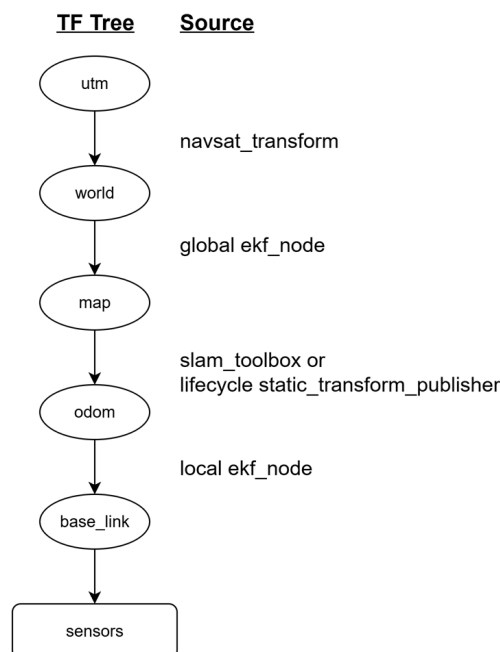 TF Tree Source
utm
navsat_transform
world
global ekf_node
map
slam_toolbox or
lifecycle static_transform_publisher
odom
local ekf_node
base_link
sensors